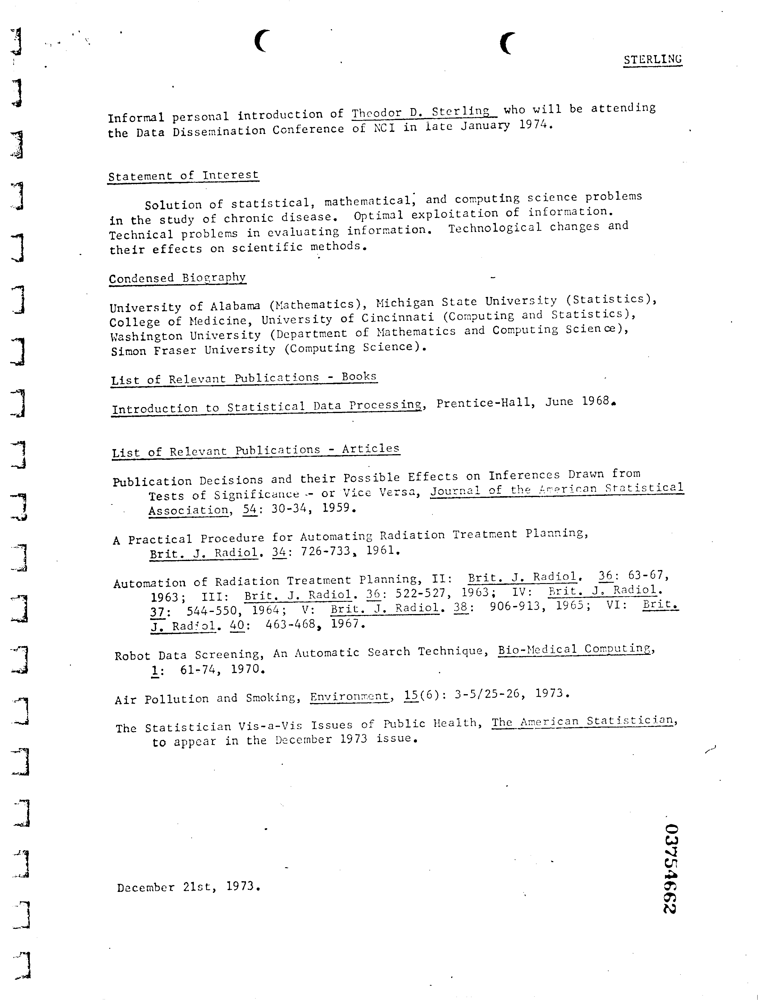 STERLING
Informal personal introduction of Theodor D. Sterling who will be attending
the Data Dissemination Conference of NCI in late January 1974.
Statement of Interest
Solution of statistical, mathematical, and computing science problems
in the study of chronic disease. Optimal exploitation of information.
Technical problems in evaluating information. Technological changes and
their effects on scientific methods.
Condensed Biography
University of Alabama (Mathematics), Michigan State University (Statistics),
College of Medicine, University of Cincinnati (Computing and Statistics),
Washington University (Department of Mathematics and Computing Science),
Simon Fraser University (Computing Science).
List of Relevant Publications - Books
Introduction to Statistical Data Processing, Prentice-Hall, June 1968.
List of Relevant Publications - Articles
Publication Decisions and their Possible Effects on Inferences Drawn from
Tests of Significance - or Vice Versa, Journal of the American Statistical
Association, 54: 30-34, 1959.
A Practical Procedure for Automating Radiation Treatment Planning,
Brit. J. Radiol. 34: 726-733, 1961.
Automation of Radiation Treatment Planning, II: Brit. J. Radiol. 36: 63-67,
1963; III: Brit. J. Radiol. 36: 522-527, 1963; IV: Brit. J. Radiol.
37: 544-550, 1964; V: Brit. J. Radiol. 38: 906-913, 1965; VI: Brit.
J. Radiol. 40: 463-468, 1967.
Robot Data Screening, An Automatic Search Technique, Bio-Medical Computing,
1: 61-74, 1970.
Air Pollution and Smoking, Environment, 15(6): 3-5/25-26, 1973.
The Statistician Vis-a-Vis Issues of Public Health, The American Statistician,
to appear in the December 1973 issue.
December 21st, 1973.
03754662